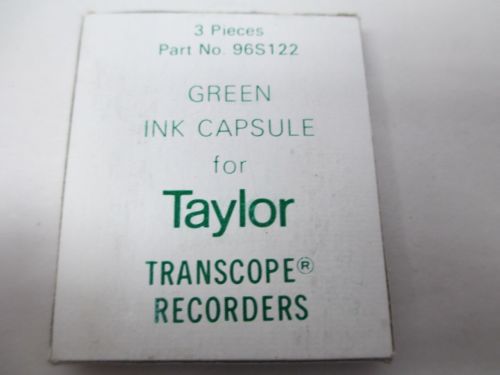 3 Pieces
Part No. 96S122
GREEN
INK CAPSULE
for
Taylor
TRANSCOPE®
RECORDERS